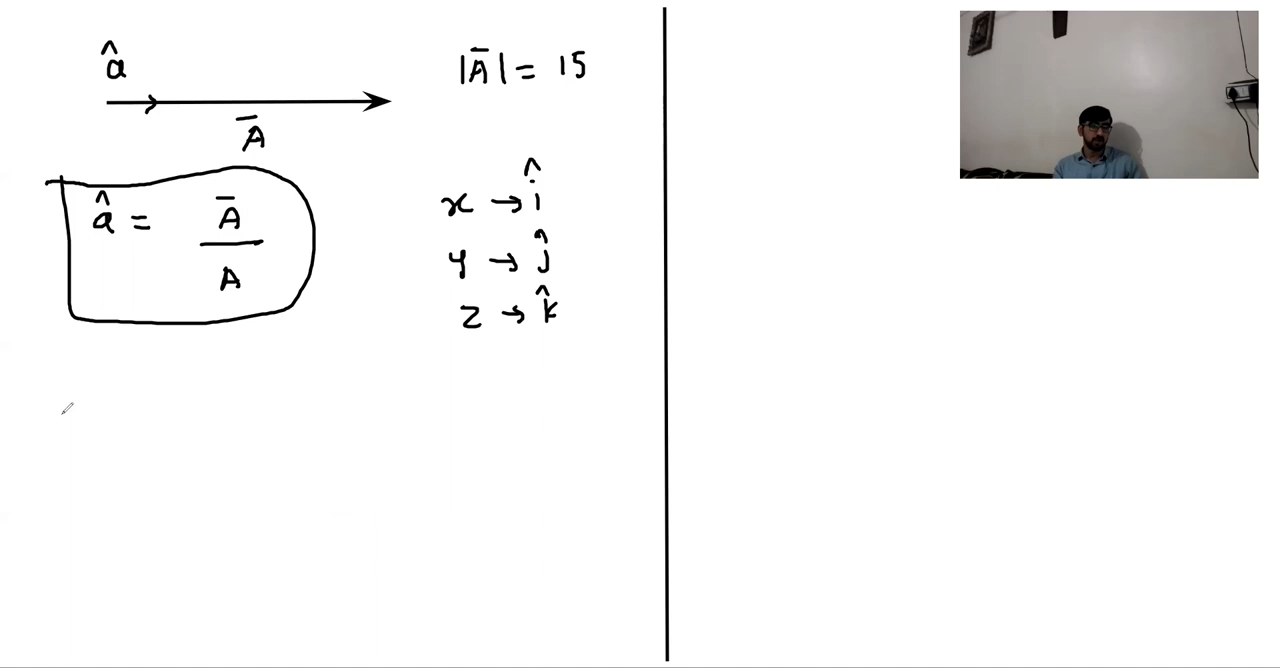 â
|A̅| = 15
A̅
â = A̅ / A
x → î
y → ĵ
z → k̂